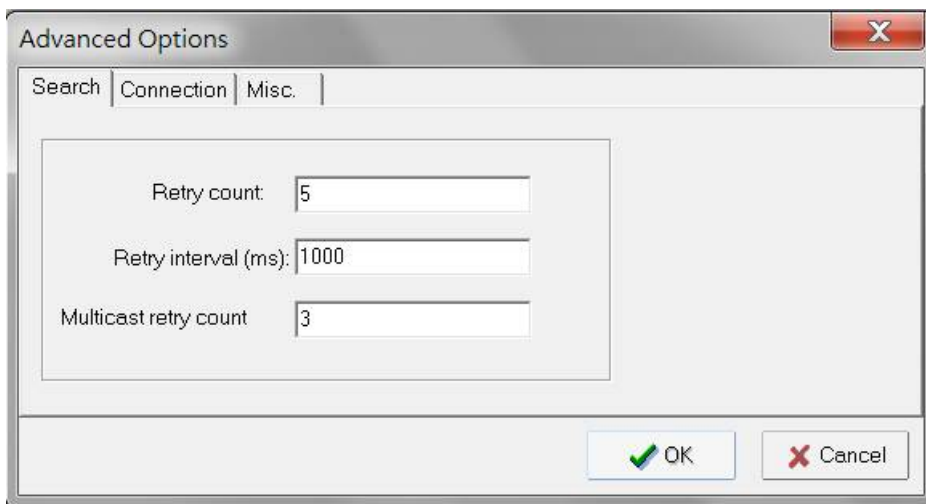 Advanced Options
Search Connection Misc.
Retry count: 5
Retry interval (ms): 1000
Multicast retry count 3
OK Cancel